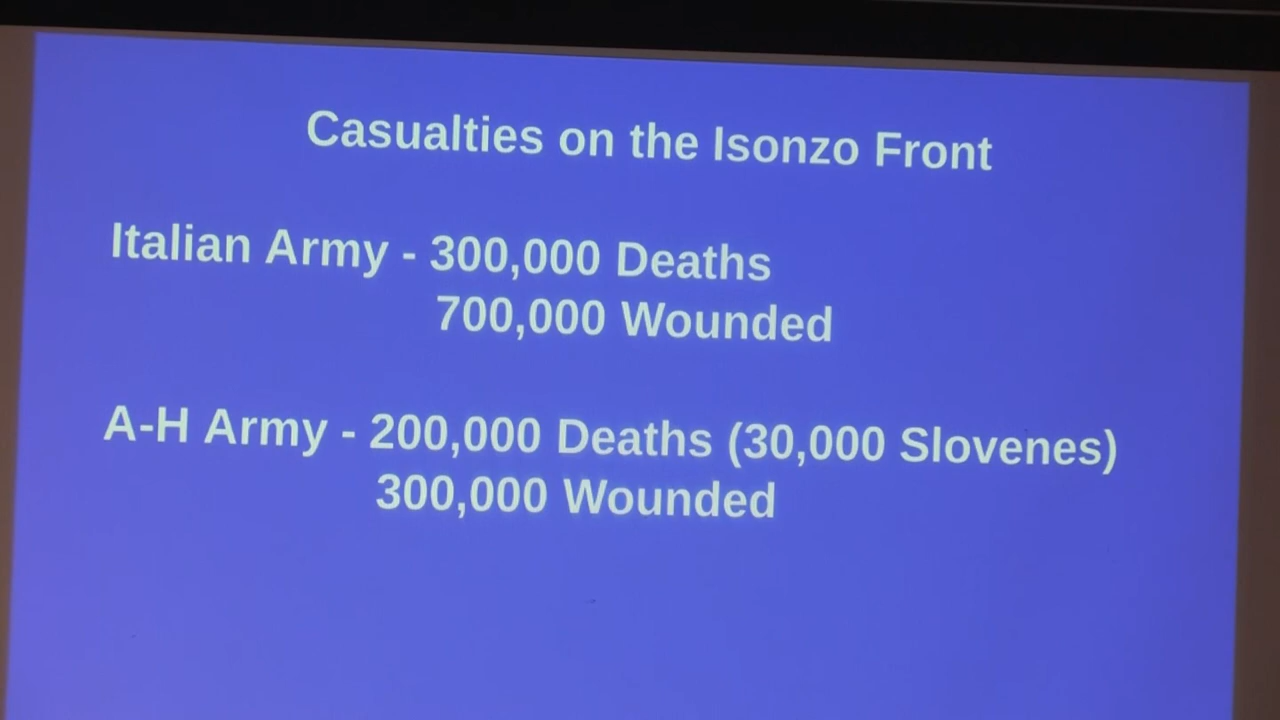 Casualties on the Isonzo Front
Italian Army - 300,000 Deaths
700,000 Wounded
A-H Army - 200,000 Deaths (30,000 Slovenes)
300,000 Wounded